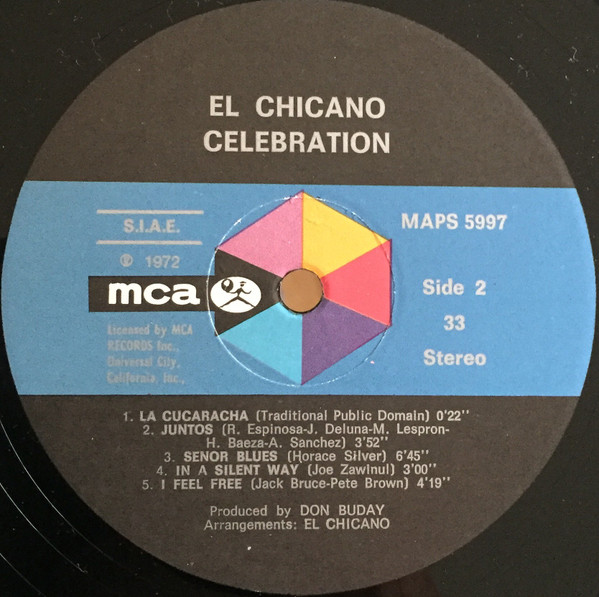 EL CHICANO
CELEBRATION
S.I.A.E.
℗ 1972
mca
Licensed by MCA
RECORDS Inc.,
Universal City,
California, Inc.,
MAPS 5997
Side 2
33
Stereo
1. LA CUCARACHA (Traditional Public Domain) 0'22''
2. JUNTOS (R. Espinosa-J. Deluna-M. Lespron-
H. Baeza-A. Sanchez) 3'52''
3. SENOR BLUES (Horace Silver) 6'45''
4. IN A SILENT WAY (Joe Zawlnul) 3'00''
5. I FEEL FREE (Jack Bruce-Pete Brown) 4'19''
Produced by DON BUDAY
Arrangements: EL CHICANO